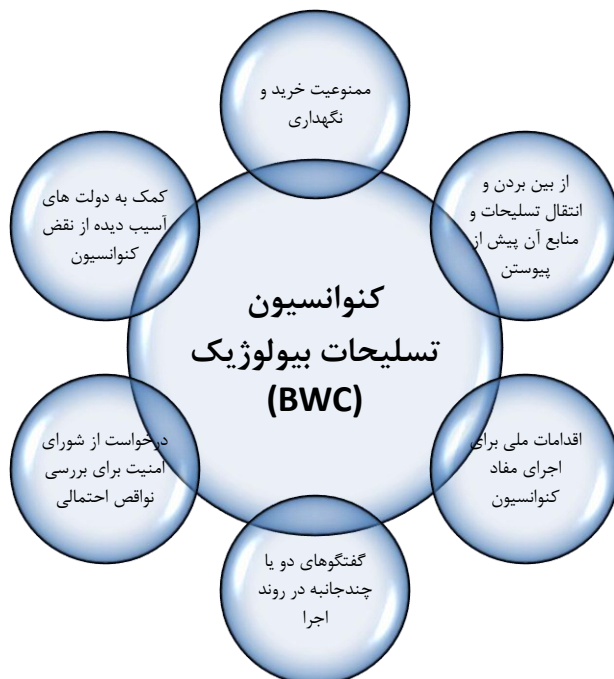 ممنوعیت خرید و
نگهداری
از بین بردن و
انتقال تسلیحات و
منابع آن پیش از
پیوستن
اقدامات ملی برای
اجرای مفاد
کنوانسیون
گفتگوهای دو یا
چندجانبه در روند
اجرا
درخواست از شورای
امنیت برای بررسی
نواقص احتمالی
کمک به دولت های
آسیب دیده از نقض
کنوانسیون
کنوانسیون
تسلیحات بیولوژیک
(BWC)